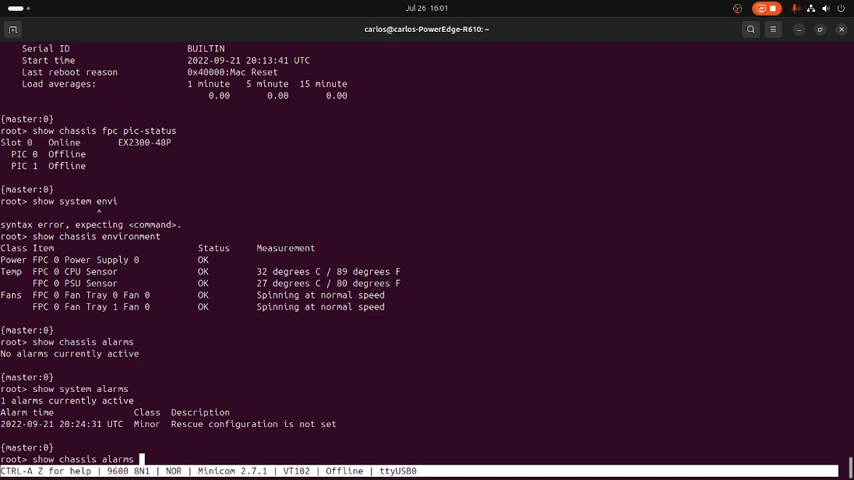 Jul 26 16:01
carlos@carlos-PowerEdge-R610: ~
Serial ID BUILTIN
Start time 2022-09-21 20:13:41 UTC
Last reboot reason 0x40000:Mac Reset
Load averages: 1 minute 5 minute 15 minute
0.00 0.00 0.00
{master:0}
root> show chassis fpc pic-status
Slot 0 Online EX2300-48P
PIC 0 Offline
PIC 1 Offline
{master:0}
root> show system envi
^
syntax error, expecting <command>.
root> show chassis environment
Class Item Status Measurement
Power FPC 0 Power Supply 0 OK
Temp FPC 0 CPU Sensor OK 32 degrees C / 89 degrees F
FPC 0 PSU Sensor OK 27 degrees C / 80 degrees F
Fans FPC 0 Fan Tray 0 Fan 0 OK Spinning at normal speed
FPC 0 Fan Tray 1 Fan 0 OK Spinning at normal speed
{master:0}
root> show chassis alarms
No alarms currently active
{master:0}
root> show system alarms
1 alarms currently active
Alarm time Class Description
2022-09-21 20:24:31 UTC Minor Rescue configuration is not set
{master:0}
root> show chassis alarms
CTRL-A Z for help | 9600 8N1 | NOR | Minicom 2.7.1 | VT102 | Offline | ttyUSB0